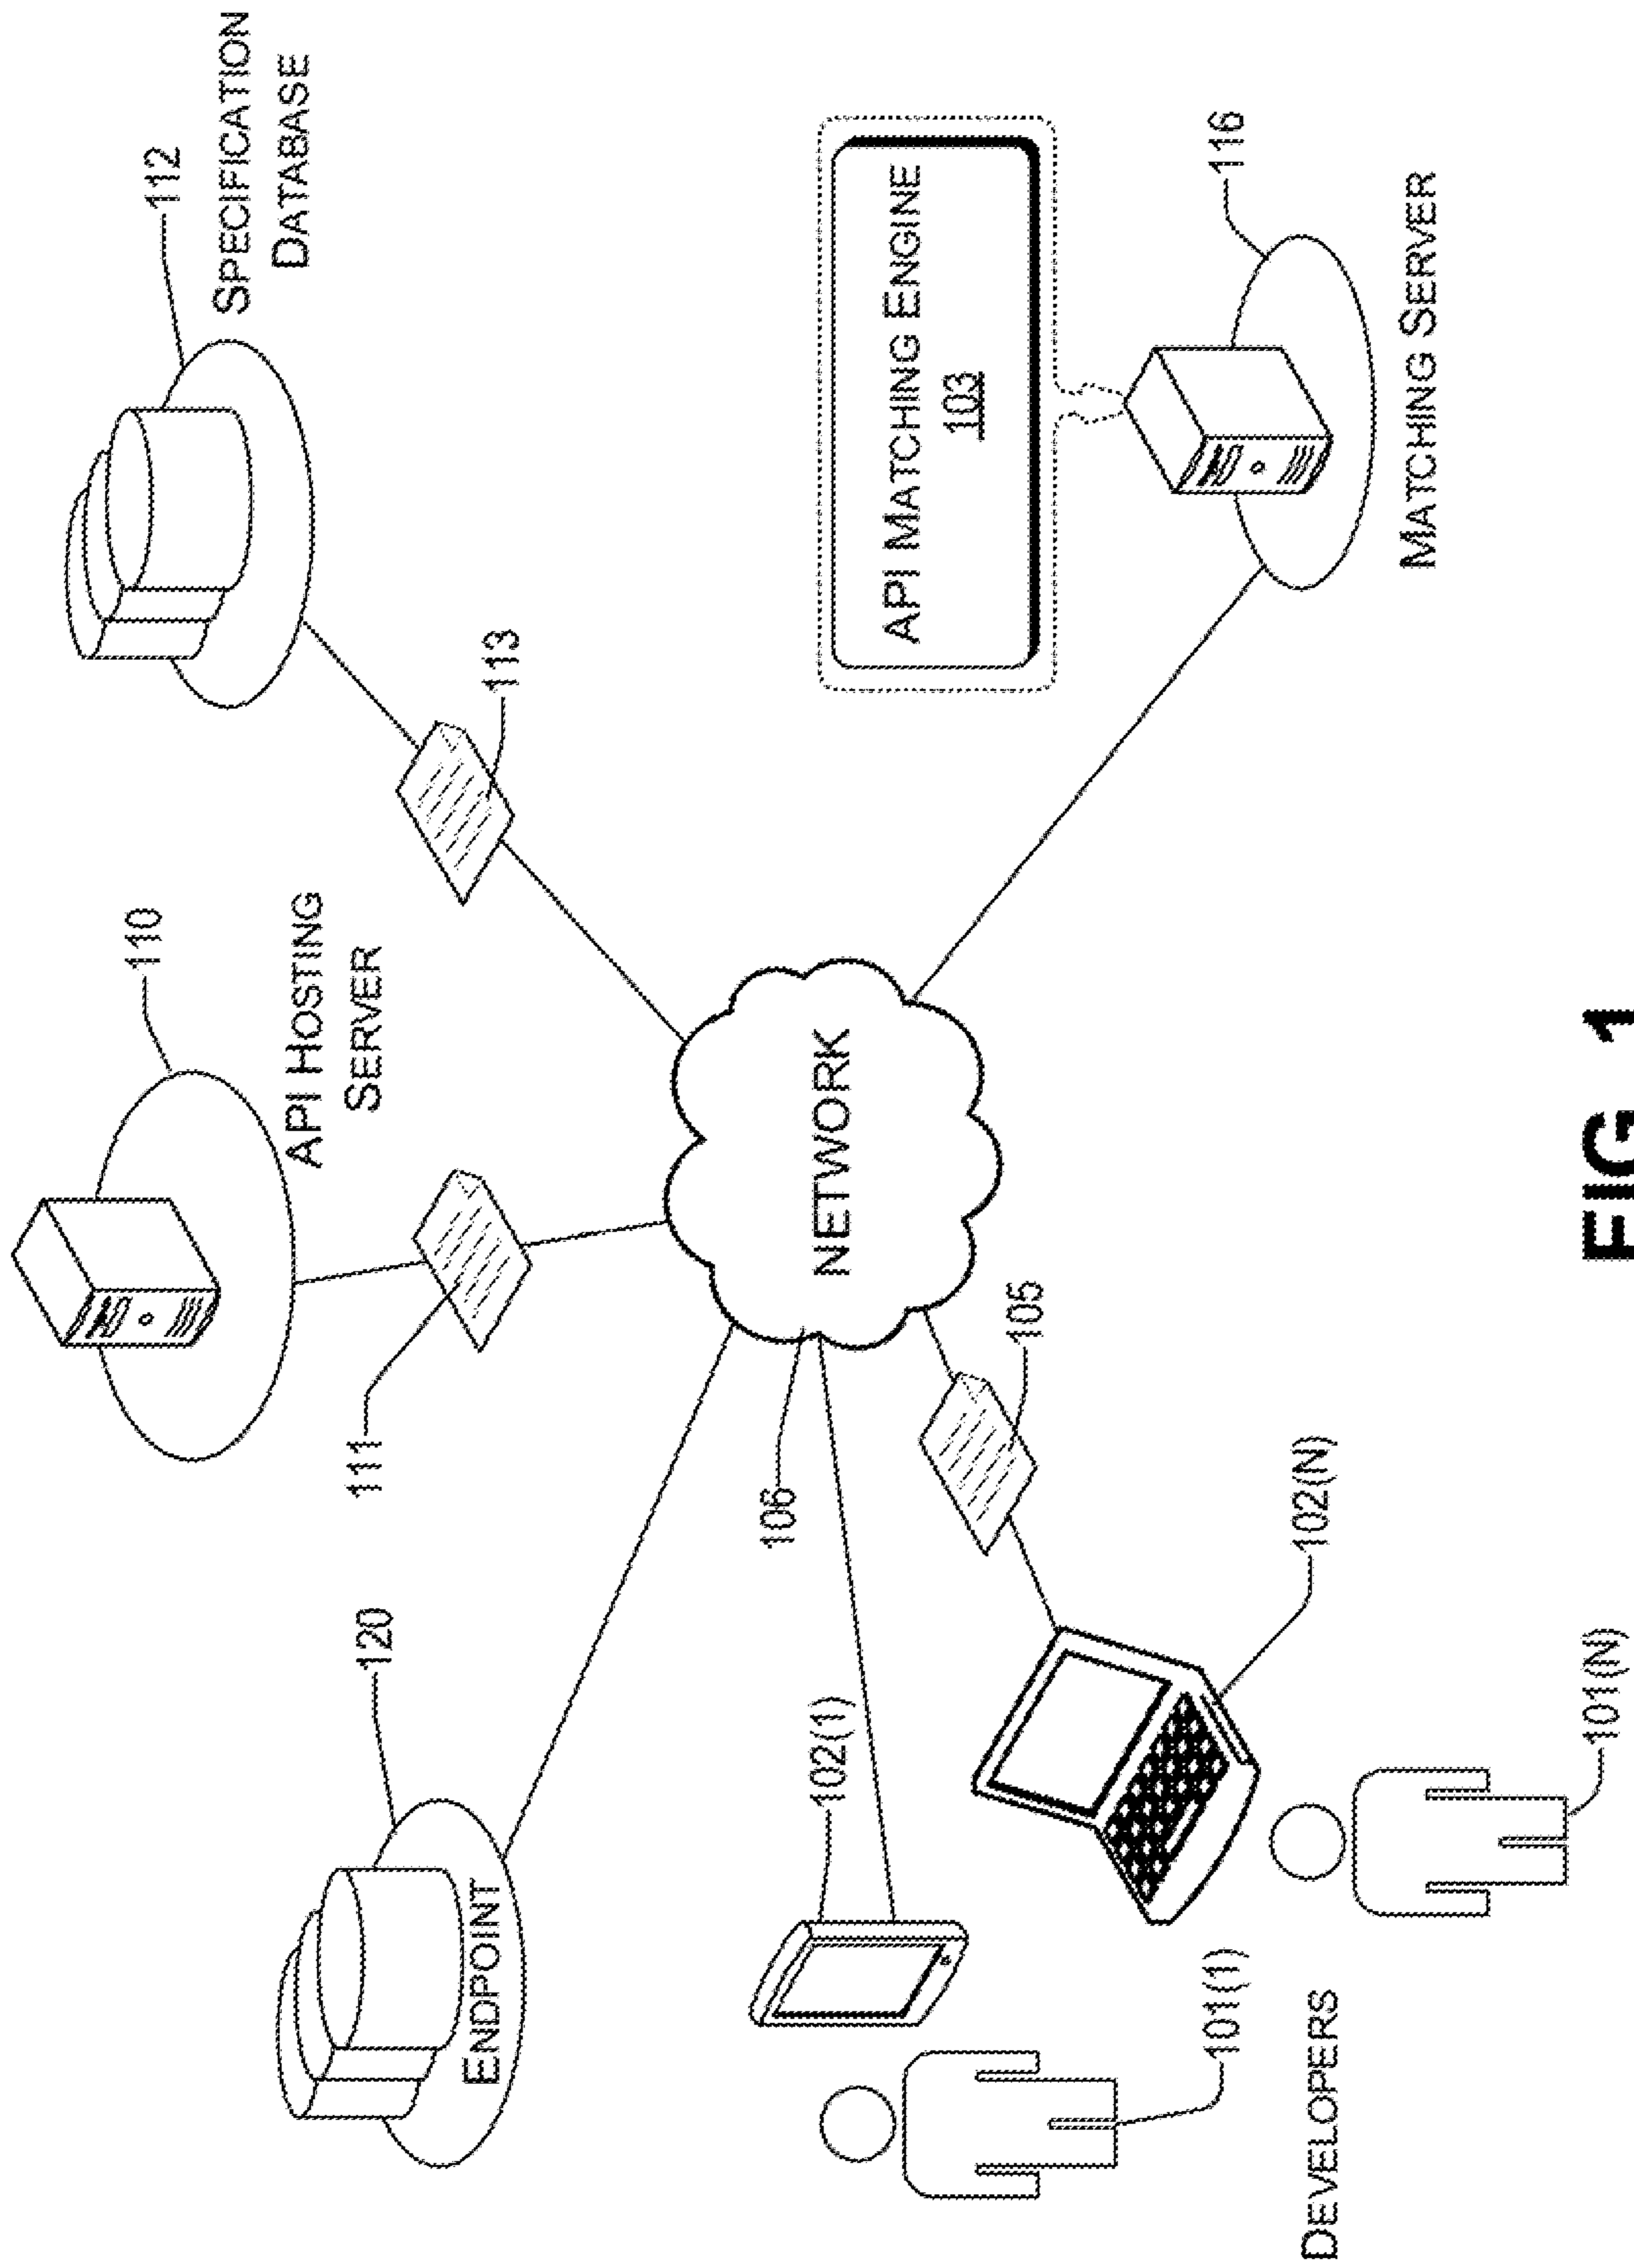 110
112
API HOSTING
SERVER
SPECIFICATION
DATABASE
120
111
113
ENDPOINT
106
NETWORK
102(1)
API MATCHING ENGINE
103
105
116
101(1)
102(N)
MATCHING SERVER
DEVELOPERS
101(N)
FIG. 1